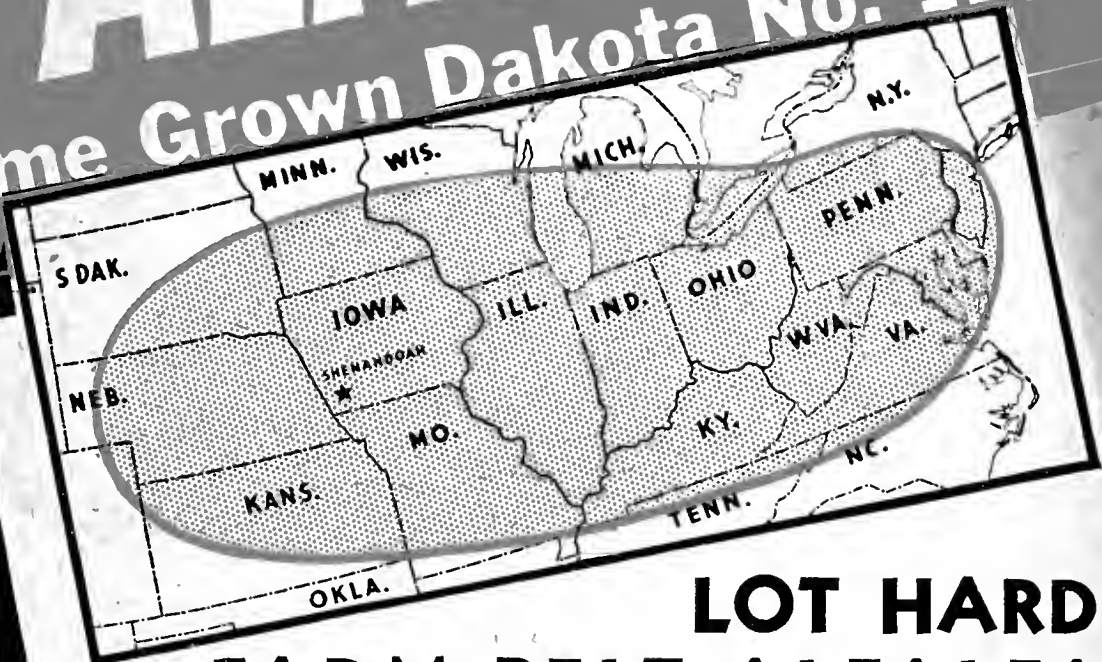 me Grown Dakota No.
MINN.
WIS.
MICH.
N.Y.
S DAK.
PENN.
IOWA
ILL.
IND.
OHIO
SHENANDOAH
W.VA.
VA.
NEB.
MO.
KY.
KANS.
N.C.
TENN.
OKLA.
LOT HARD